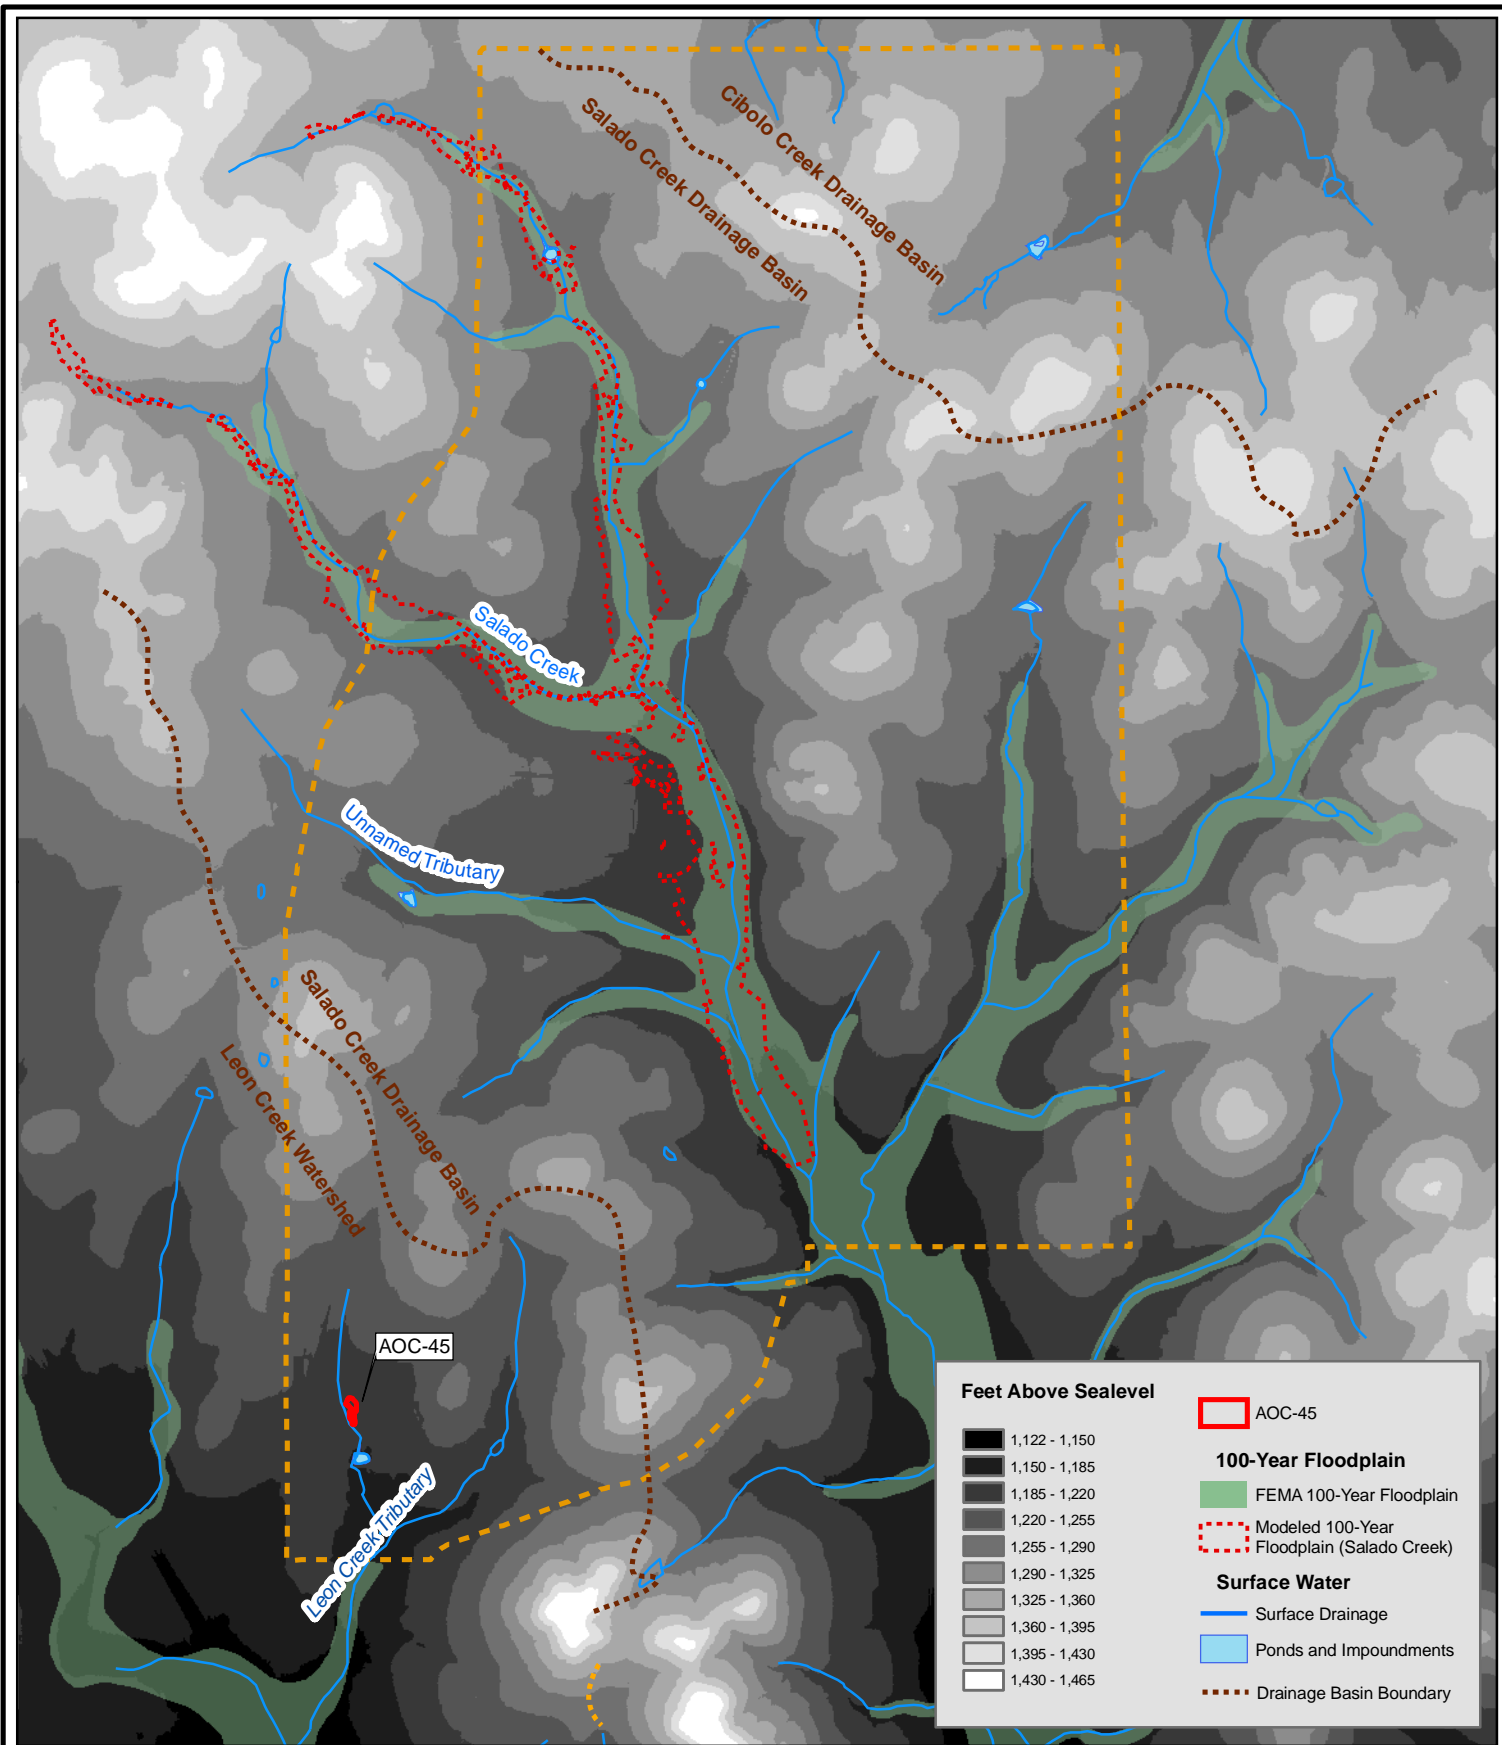 Cibolo Creek Drainage Basin
Salado Creek Drainage Basin
Salado Creek
Unnamed Tributary
Salado Creek Drainage Basin
Leon Creek Watershed
AOC-45
Leon Creek Tributary
Feet Above Sealevel
1,122 - 1,150
1,150 - 1,185
1,185 - 1,220
1,220 - 1,255
1,255 - 1,290
1,290 - 1,325
1,325 - 1,360
1,360 - 1,395
1,395 - 1,430
1,430 - 1,465
AOC-45
100-Year Floodplain
FEMA 100-Year Floodplain
Modeled 100-Year
Floodplain (Salado Creek)
Surface Water
Surface Drainage
Ponds and Impoundments
Drainage Basin Boundary